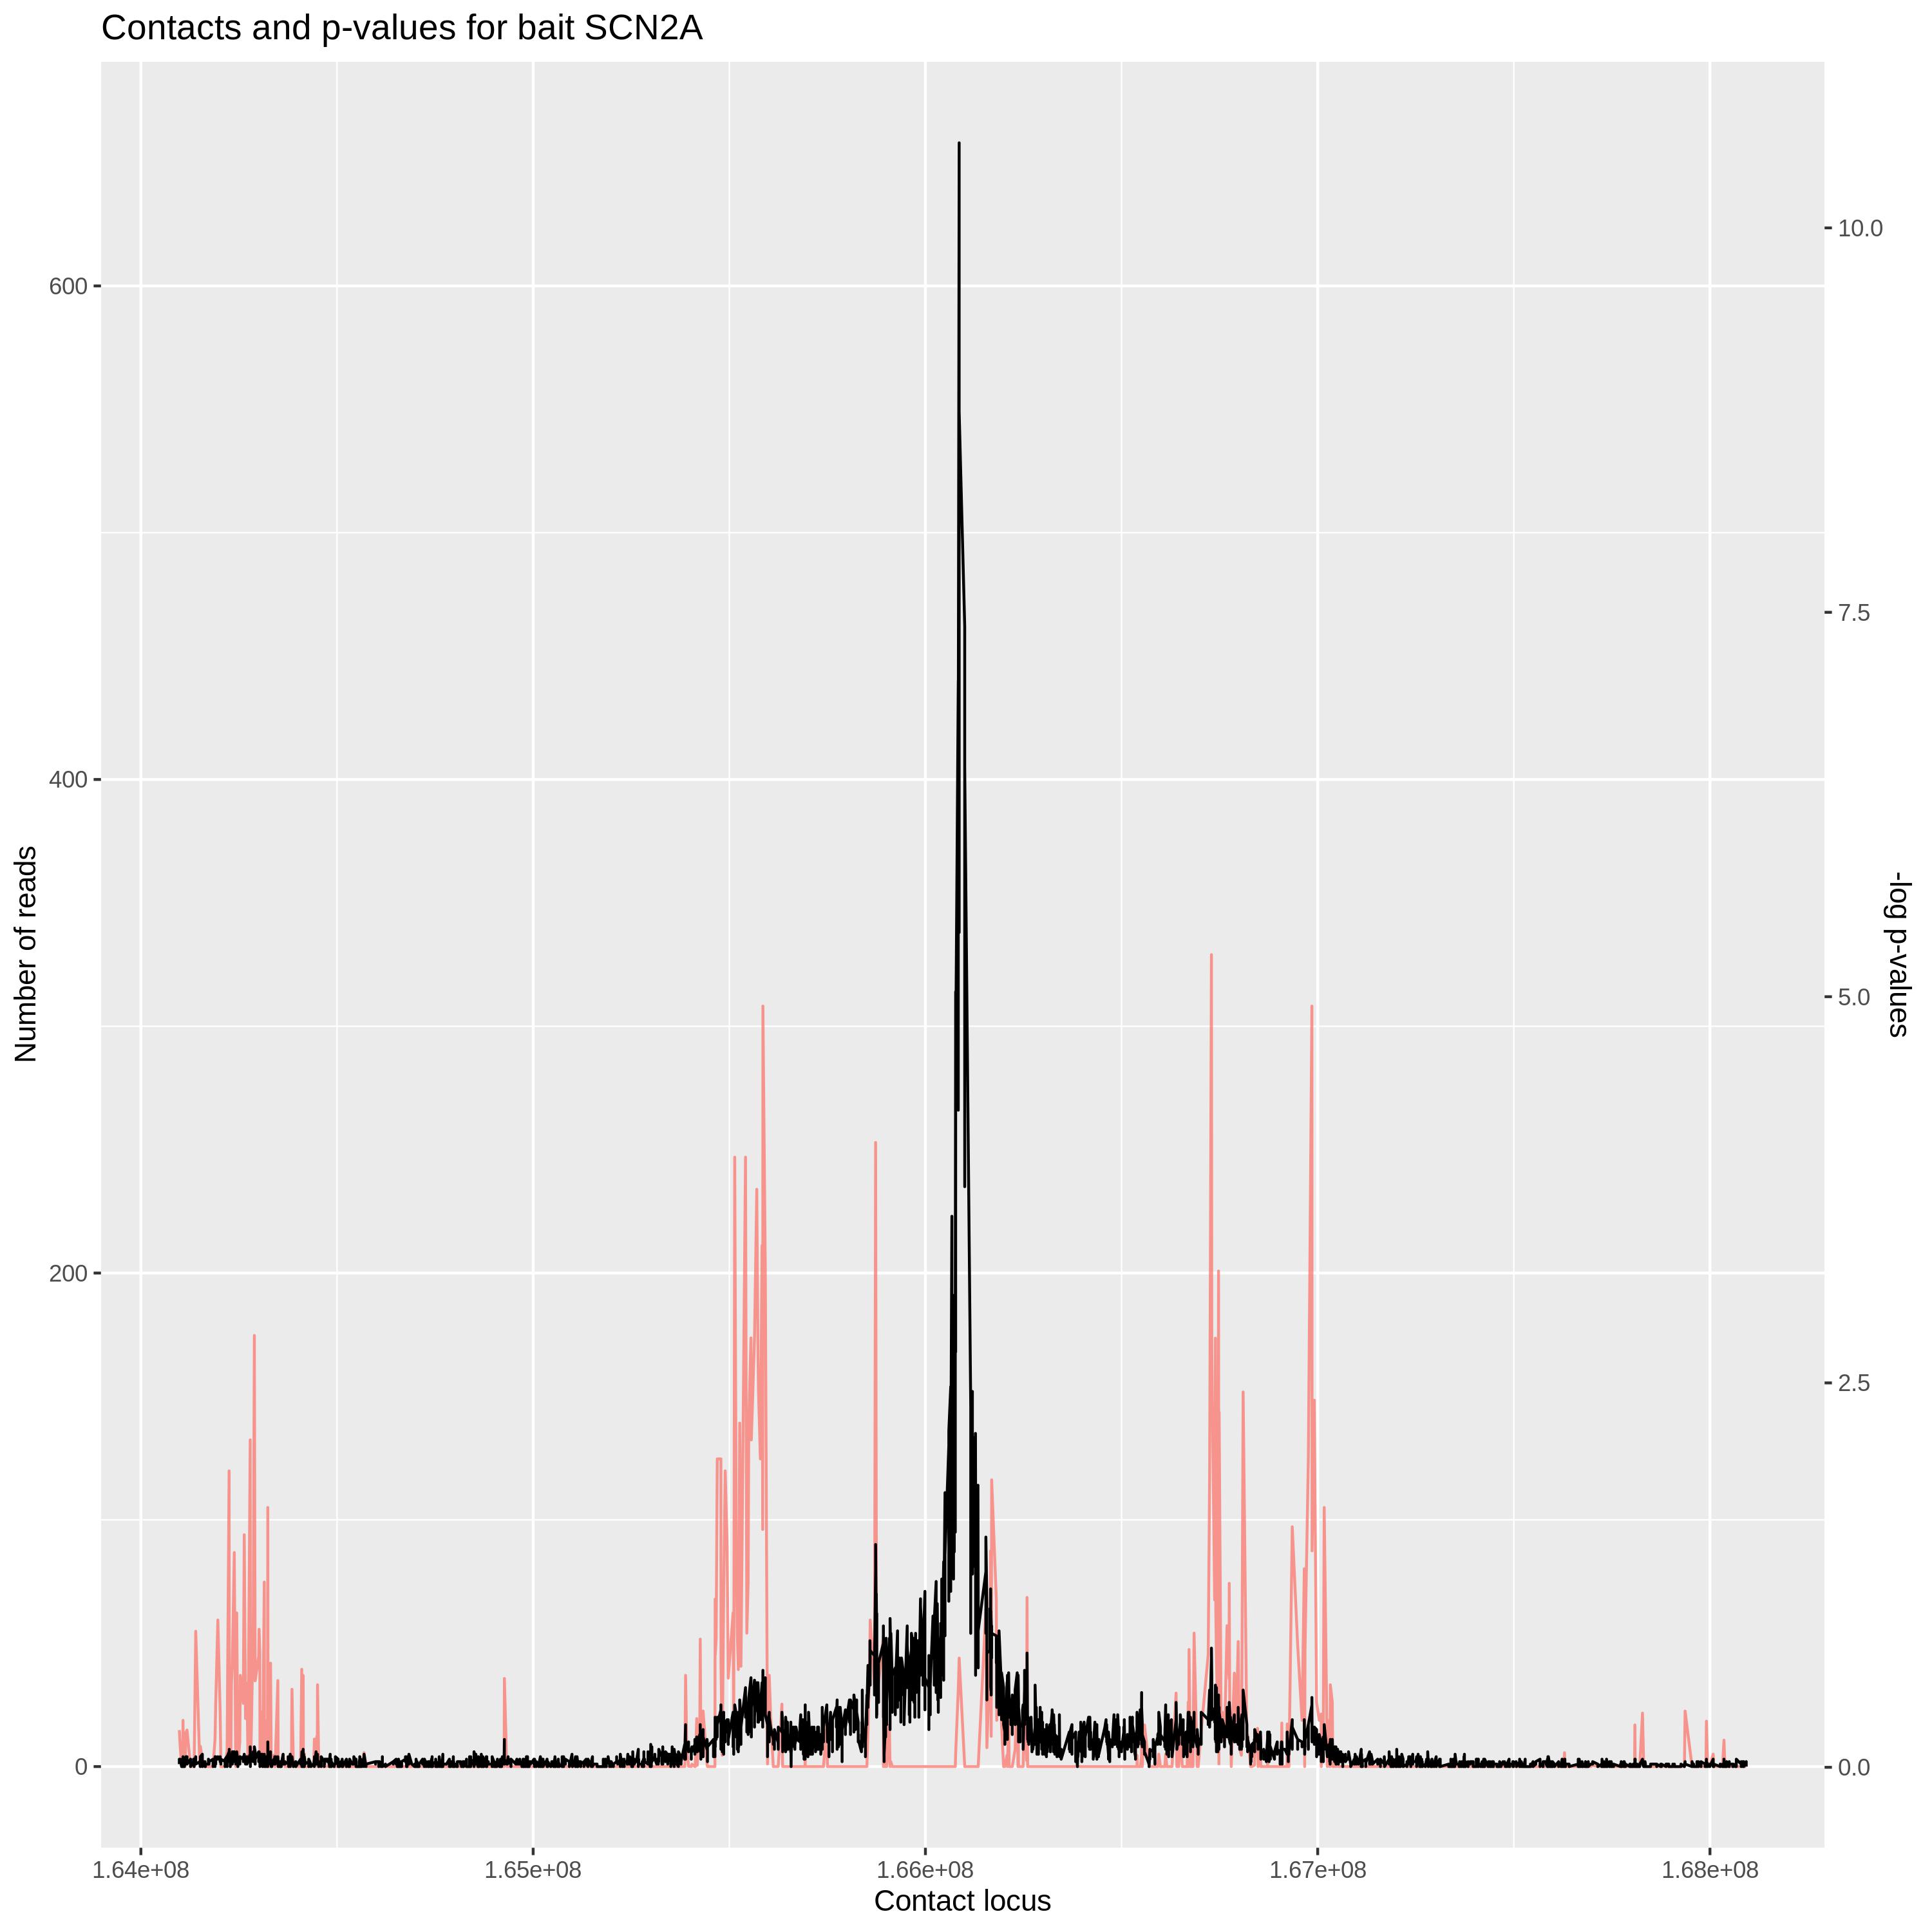 Contacts and p-values for bait SCN2A
Number of reads
600
400
200
0
10.0
7.5
5.0
2.5
0.0
-log p-values
1.64e+08
1.65e+08
1.66e+08
1.67e+08
1.68e+08
Contact locus